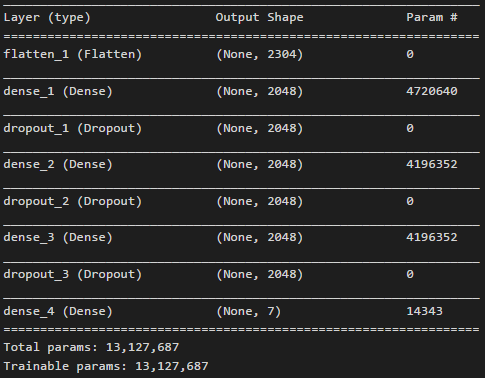 Layer (type) Output Shape Param #
=================================================================
flatten_1 (Flatten) (None, 2304) 0
_________________________________________________________________
dense_1 (Dense) (None, 2048) 4720640
_________________________________________________________________
dropout_1 (Dropout) (None, 2048) 0
_________________________________________________________________
dense_2 (Dense) (None, 2048) 4196352
_________________________________________________________________
dropout_2 (Dropout) (None, 2048) 0
_________________________________________________________________
dense_3 (Dense) (None, 2048) 4196352
_________________________________________________________________
dropout_3 (Dropout) (None, 2048) 0
_________________________________________________________________
dense_4 (Dense) (None, 7) 14343
=================================================================
Total params: 13,127,687
Trainable params: 13,127,687